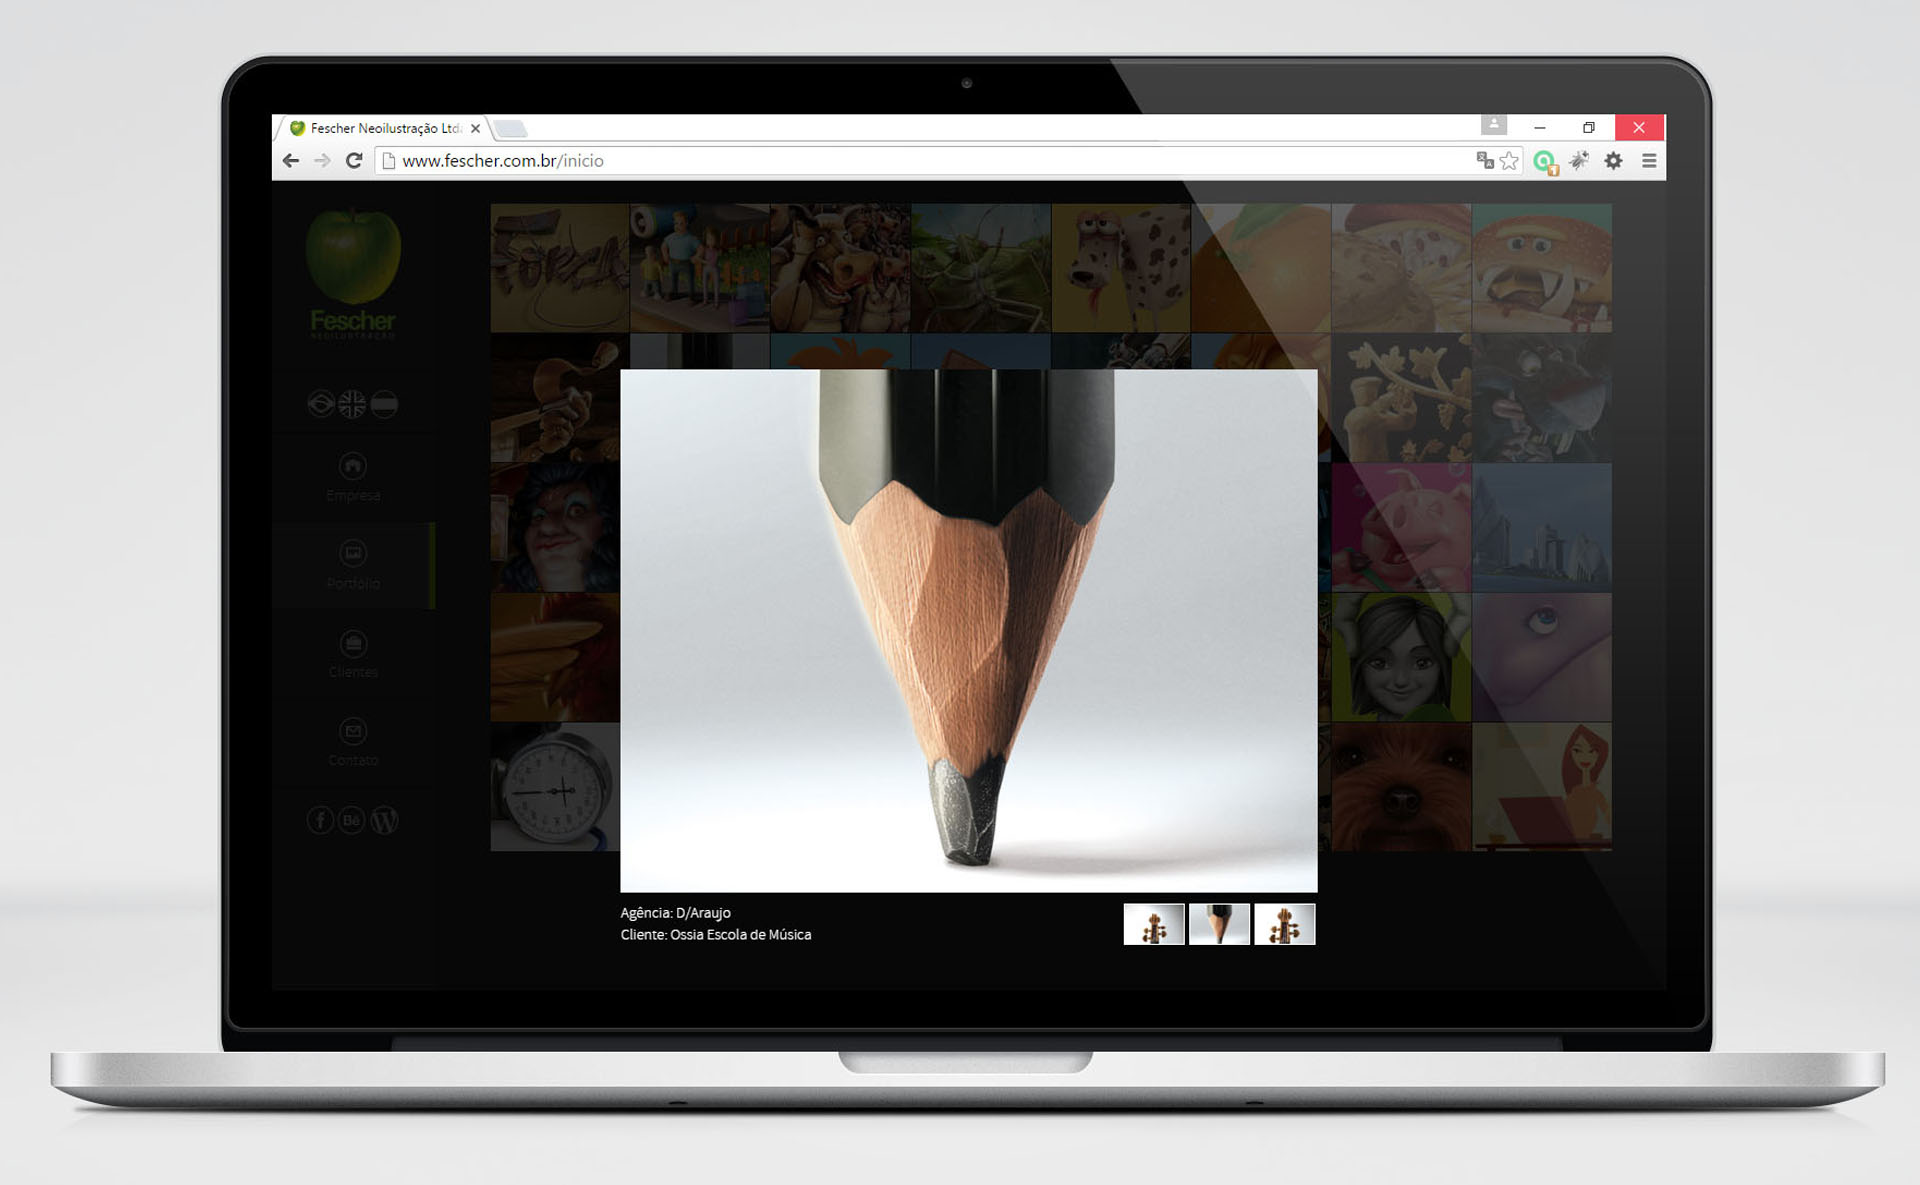 Fescher Neoilustração Ltd
www.fescher.com.br/inicio
Fescher
NEOILUSTRAÇÃO
Empresa
Portfolio
Clientes
Contato
f Bē W
Agência: D/Araujo
Cliente: Ossia Escola de Música